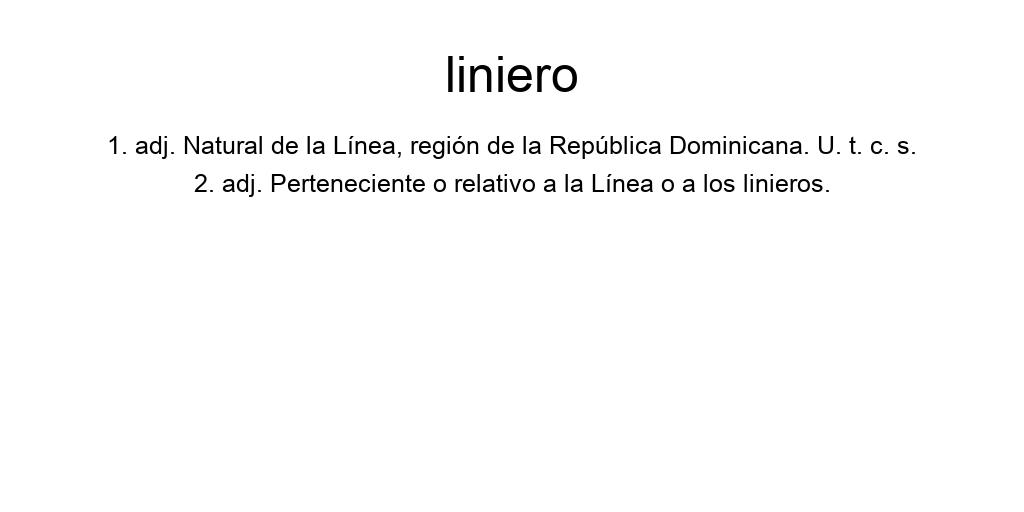 liniero
1. adj. Natural de la Línea, región de la República Dominicana. U. t. c. s.
2. adj. Perteneciente o relativo a la Línea o a los linieros.